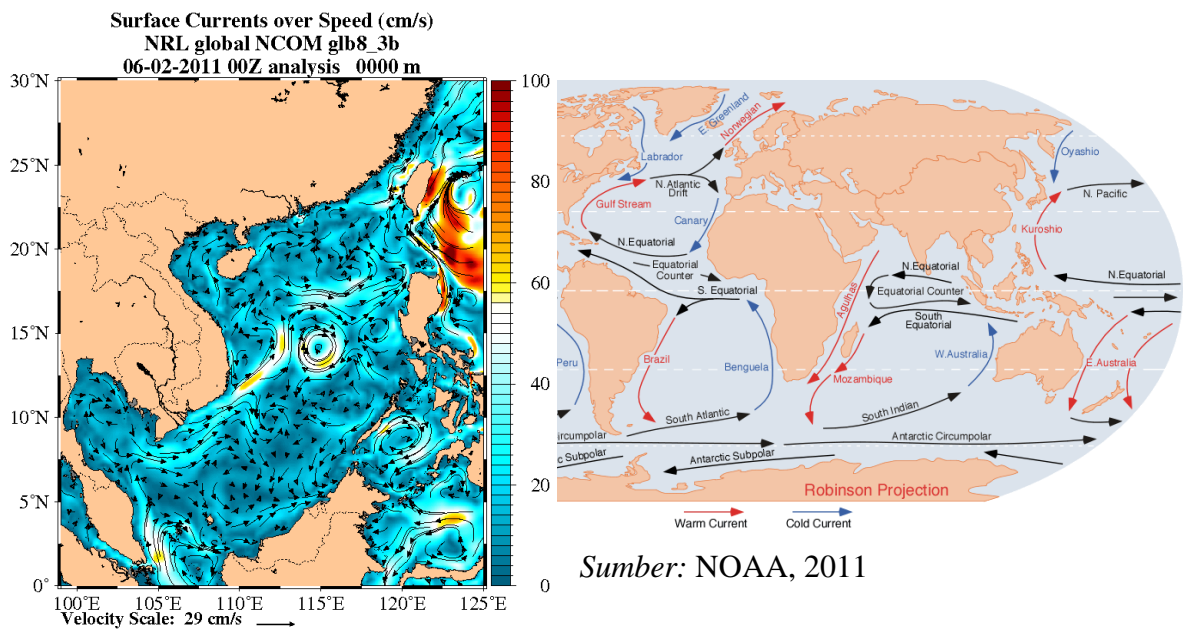 Surface Currents over Speed (cm/s)
NRL global NCOM glb8_3b
06-02-2011 00Z analysis 0000 m
30°N
25°N
20°N
15°N
10°N
5°N
0°
100°E
105°E
110°E
115°E
120°E
125°E
Velocity Scale: 29 cm/s
100
80
60
40
20
0
E. Greenland
Norwegian
Labrador
Oyashio
N. Atlantic
Drift
N. Pacific
Gulf Stream
Canary
Kuroshio
N.Equatorial
Equatorial
Counter
N.Equatorial
N.Equatorial
S. Equatorial
Equatorial Counter
Agulhas
South
Equatorial
Peru
Brazil
Benguela
W.Australia
E.Australia
Mozambique
South Atlantic
South Indian
ircumpolar
Antarctic Circumpolar
c Subpolar
Antarctic Subpolar
Robinson Projection
Warm Current
Cold Current
Sumber: NOAA, 2011